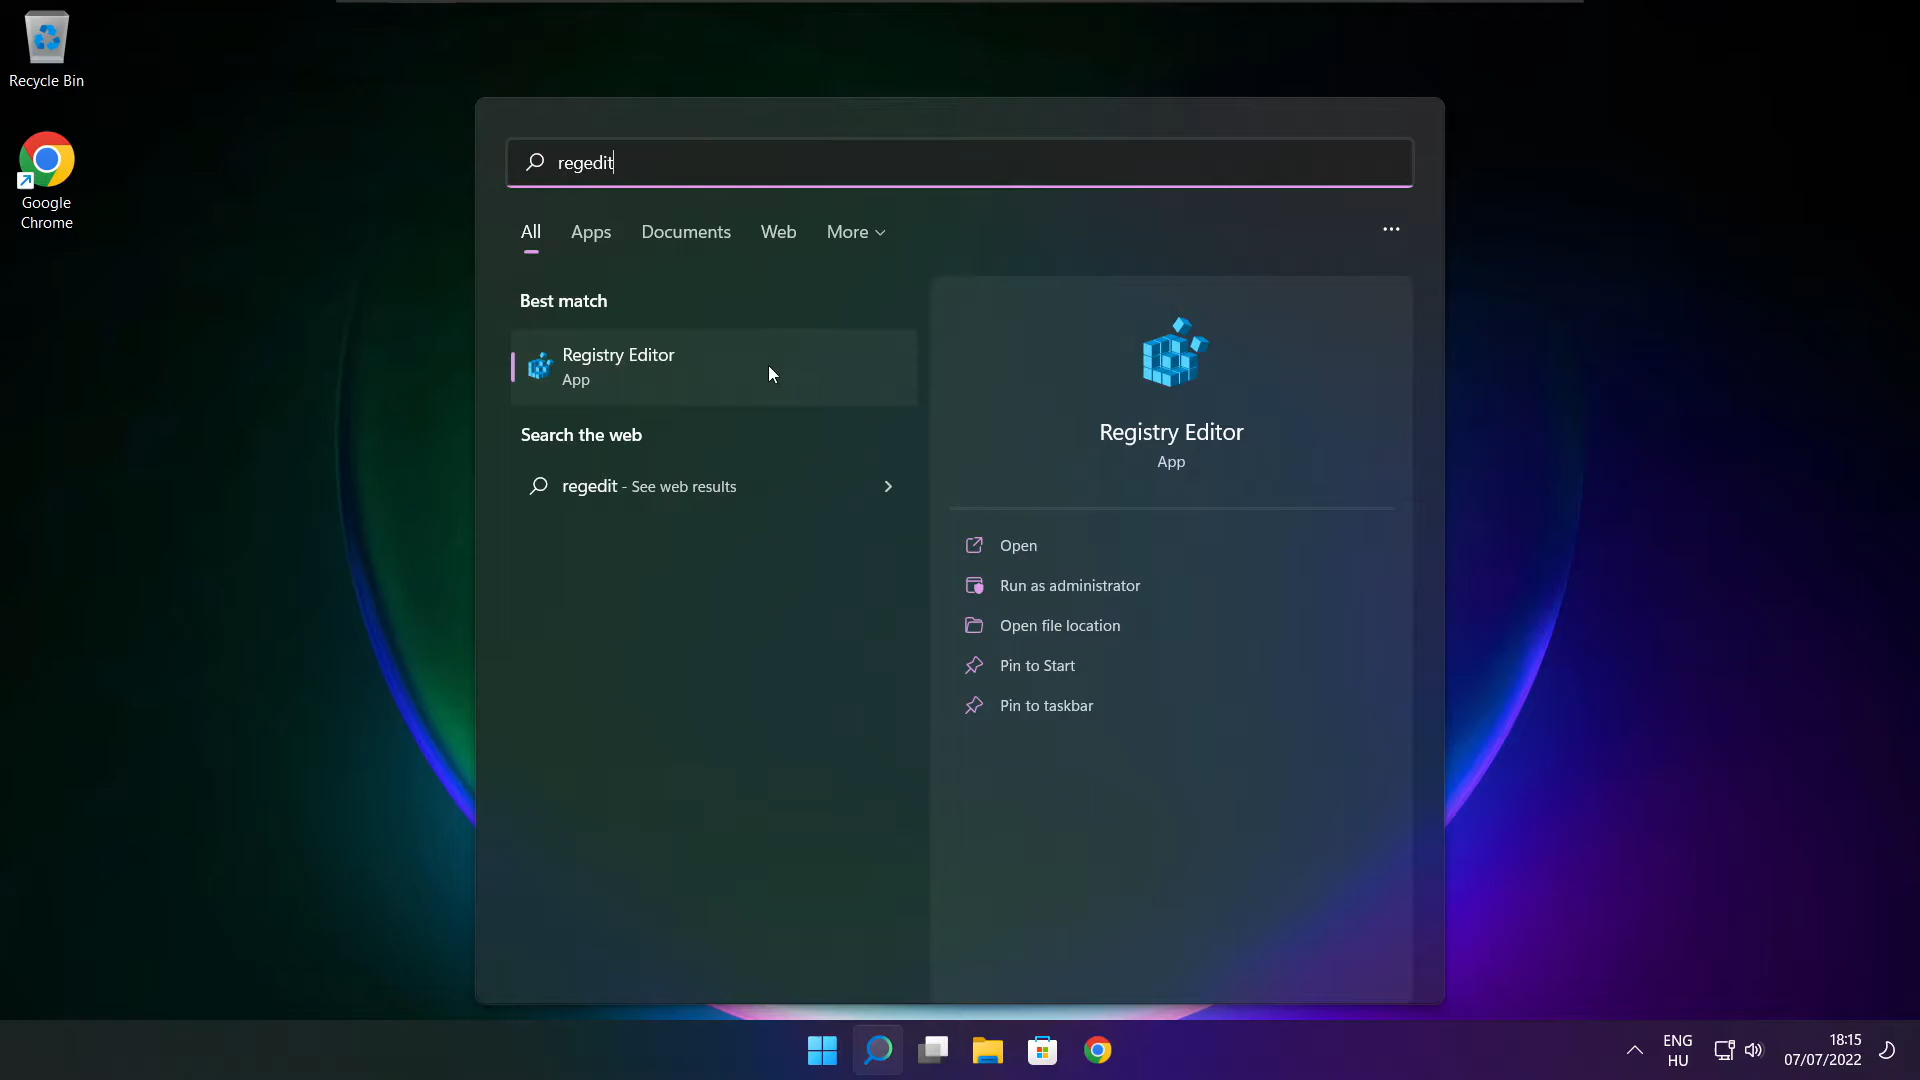 Recycle Bin
Google
Chrome
regedit
All Apps Documents Web More
Best match
Registry Editor
App
Search the web
regedit - See web results
Registry Editor
App
Open
Run as administrator
Open file location
Pin to Start
Pin to taskbar
ENG
HU
18:15
07/07/2022